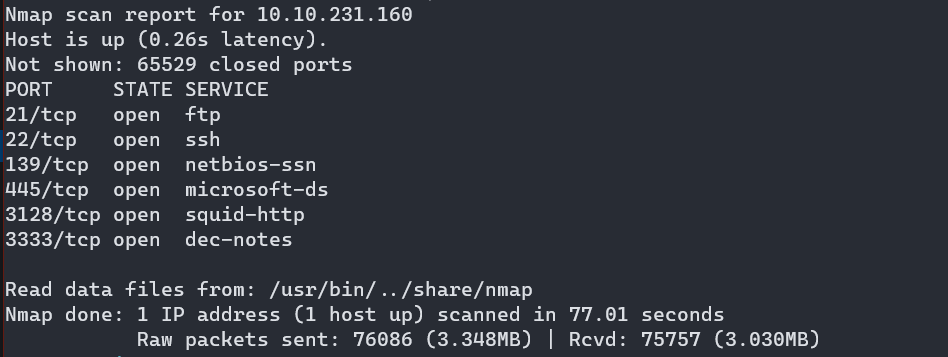 Nmap scan report for 10.10.231.160
Host is up (0.26s latency).
Not shown: 65529 closed ports
PORT     STATE SERVICE
21/tcp   open  ftp
22/tcp   open  ssh
139/tcp  open  netbios-ssn
445/tcp  open  microsoft-ds
3128/tcp open  squid-http
3333/tcp open  dec-notes
Read data files from: /usr/bin/../share/nmap
Nmap done: 1 IP address (1 host up) scanned in 77.01 seconds
           Raw packets sent: 76086 (3.348MB) | Rcvd: 75757 (3.030MB)